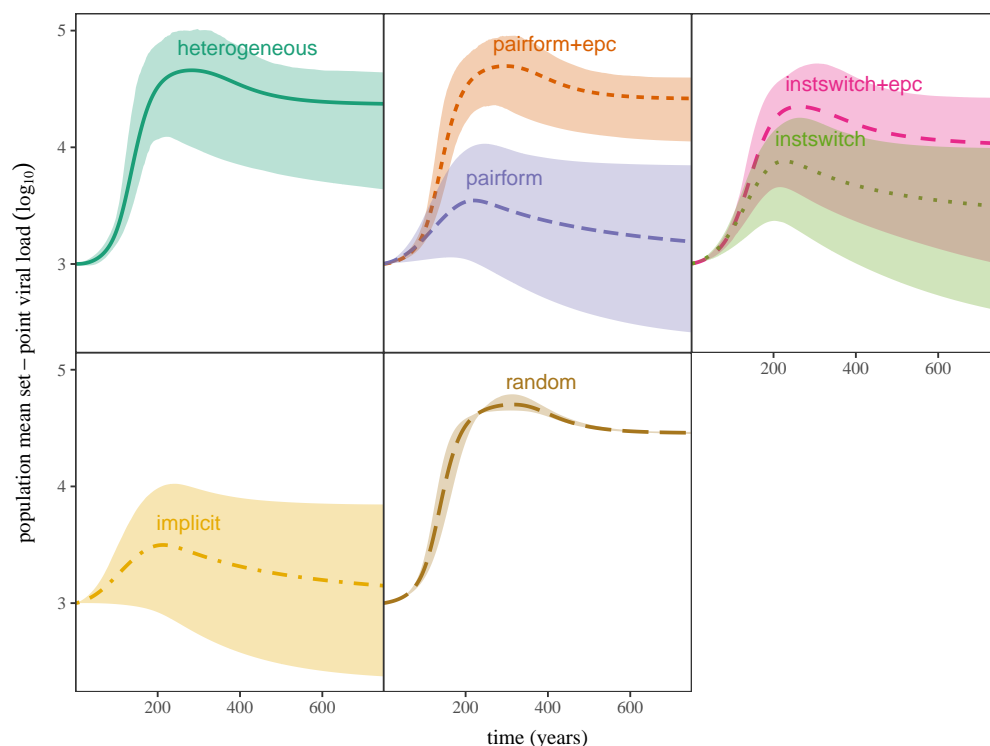 5
4
3
heterogeneous
pairform+epc
pairform
instswitch+epc
instswitch
200 400 600
population mean set − point viral load (log₁₀)
5
4
3
implicit
random
200 400 600
200 400 600
time (years)